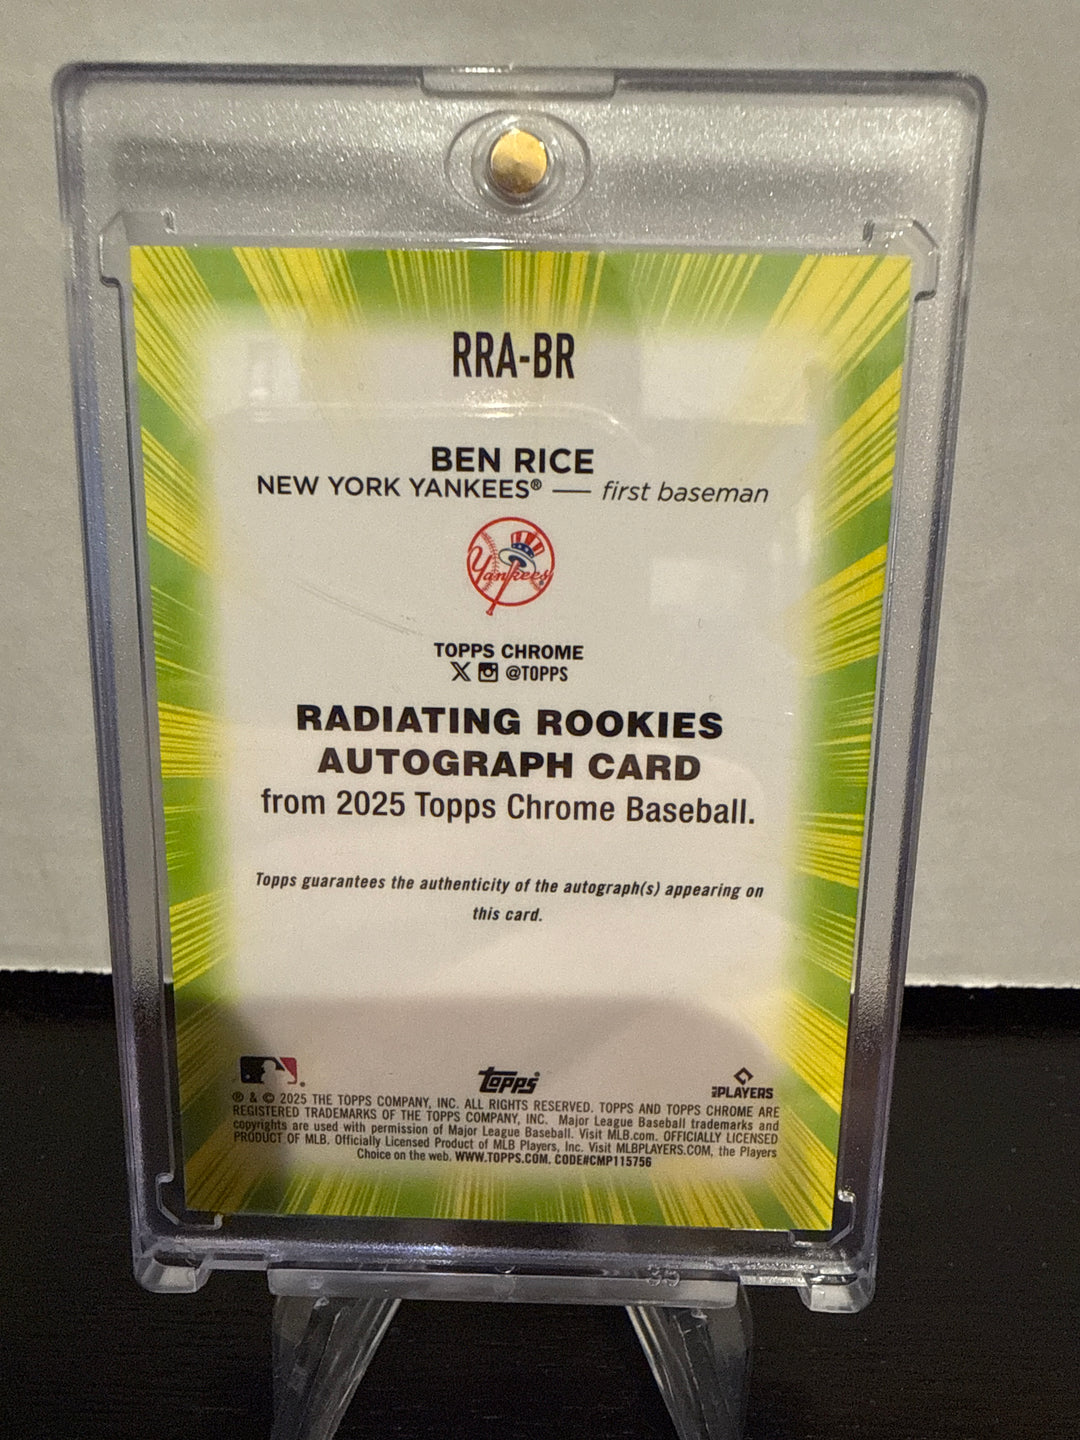 RRA-BR
BEN RICE
NEW YORK YANKEES® — first baseman
Yankees
TOPPS CHROME
X @TOPPS
RADIATING ROOKIES
AUTOGRAPH CARD
from 2025 Topps Chrome Baseball.
Topps guarantees the authenticity of the autograph(s) appearing on
this card.
topps®
MLB PLAYERS
® & © 2025 THE TOPPS COMPANY, INC. ALL RIGHTS RESERVED. TOPPS AND TOPPS CHROME ARE
REGISTERED TRADEMARKS OF THE TOPPS COMPANY, INC. Major League Baseball trademarks and
copyrights are used with permission of Major League Baseball. Visit MLB.com. OFFICIALLY LICENSED
PRODUCT OF MLB. Officially Licensed Product of MLB Players, Inc. Visit MLBPLAYERS.COM, the Players
Choice on the web. WWW.TOPPS.COM. CODE#CMP115756
35